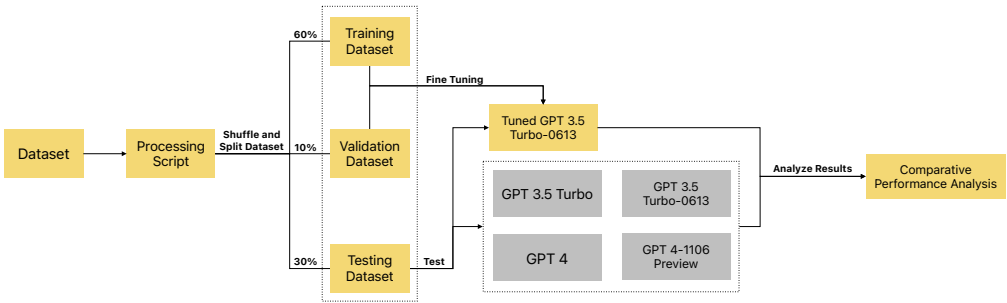 Dataset
Processing
Script
Shuffle and
Split Dataset
60%
10%
30%
Training
Dataset
Validation
Dataset
Testing
Dataset
Fine Tuning
Test
Tuned GPT 3.5
Turbo-0613
GPT 3.5 Turbo
GPT 3.5
Turbo-0613
GPT 4
GPT 4-1106
Preview
Analyze Results
Comparative
Performance Analysis